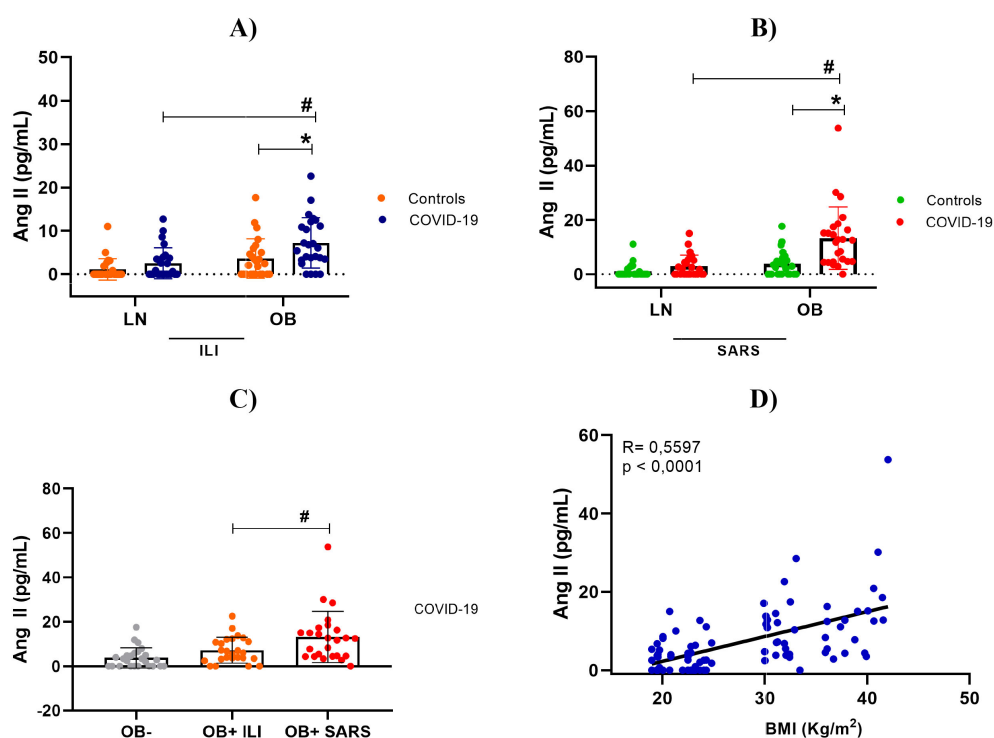 A)
50
40
30
20
10
0
Ang II (pg/mL)
#
*
LN
OB
ILI
Controls
COVID-19
B)
80
60
40
20
0
Ang II (pg/mL)
#
*
LN
OB
SARS
Controls
COVID-19
C)
80
60
40
20
0
-20
Ang II (pg/mL)
#
OB-
OB+ ILI
OB+ SARS
COVID-19
D)
60
40
20
0
Ang II (pg/mL)
R= 0,5597
p < 0,0001
20
30
40
50
BMI (Kg/m²)